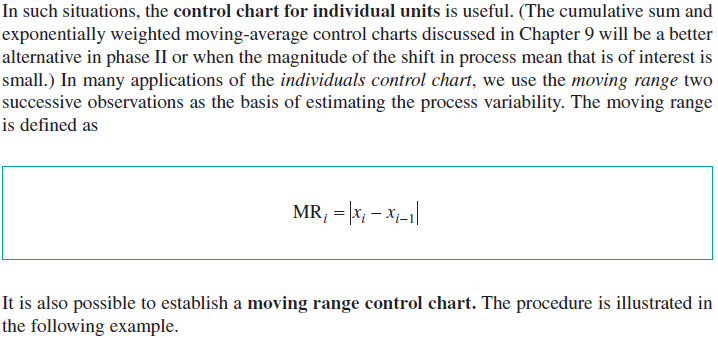 In such situations, the control chart for individual units is useful. (The cumulative sum and
exponentially weighted moving-average control charts discussed in Chapter 9 will be a better
alternative in phase II or when the magnitude of the shift in process mean that is of interest is
small.) In many applications of the individuals control chart, we use the moving range two
successive observations as the basis of estimating the process variability. The moving range
is defined as
MRᵢ = |xᵢ − xᵢ₋₁|
It is also possible to establish a moving range control chart. The procedure is illustrated in
the following example.